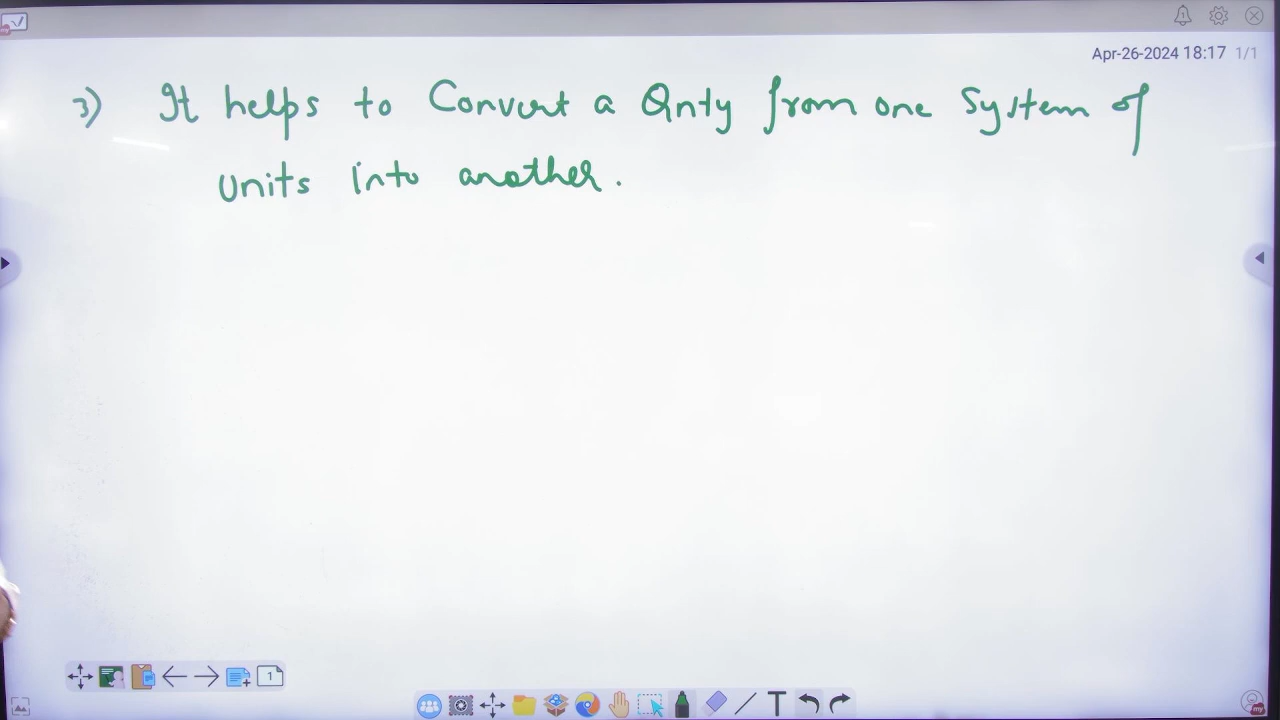 Apr-26-2024 18:17 1/1
3) It helps to Convert a Qnty from one System of
units into another.
1
T